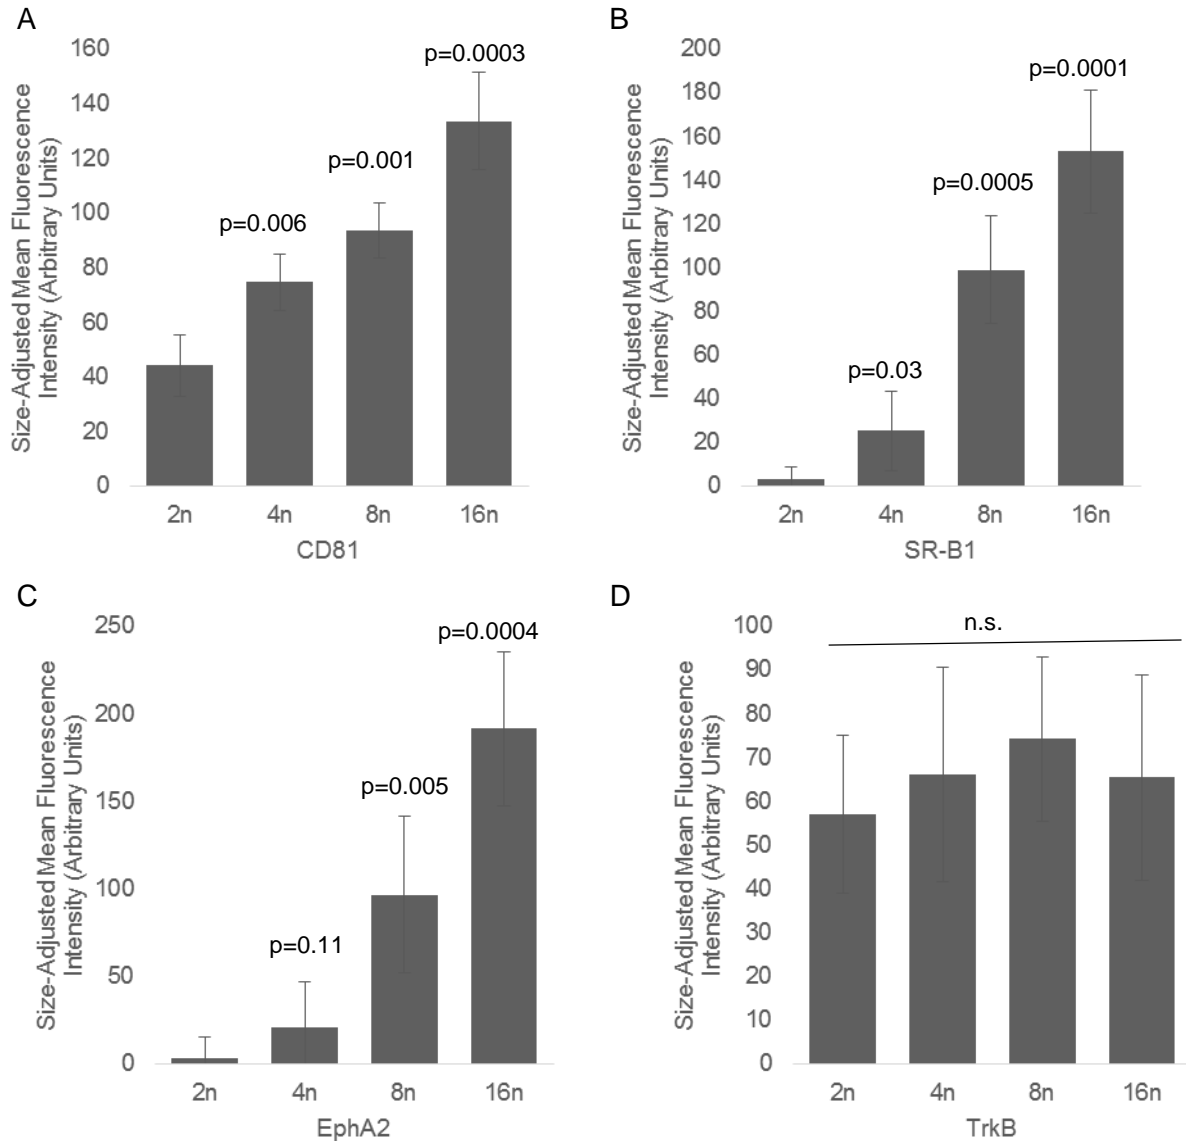 A
Size-Adjusted Mean Fluorescence
Intensity (Arbitrary Units)
160
140
120
100
80
60
40
20
0
p=0.006
p=0.001
p=0.0003
2n 4n 8n 16n
CD81
B
Size-Adjusted Mean Fluorescence
Intensity (Arbitrary Units)
200
180
160
140
120
100
80
60
40
20
0
p=0.03
p=0.0005
p=0.0001
2n 4n 8n 16n
SR-B1
C
Size-Adjusted Mean Fluorescence
Intensity (Arbitrary Units)
250
200
150
100
50
0
p=0.11
p=0.005
p=0.0004
2n 4n 8n 16n
EphA2
D
Size-Adjusted Mean Fluorescence
Intensity (Arbitrary Units)
100
90
80
70
60
50
40
30
20
10
0
n.s.
2n 4n 8n 16n
TrkB